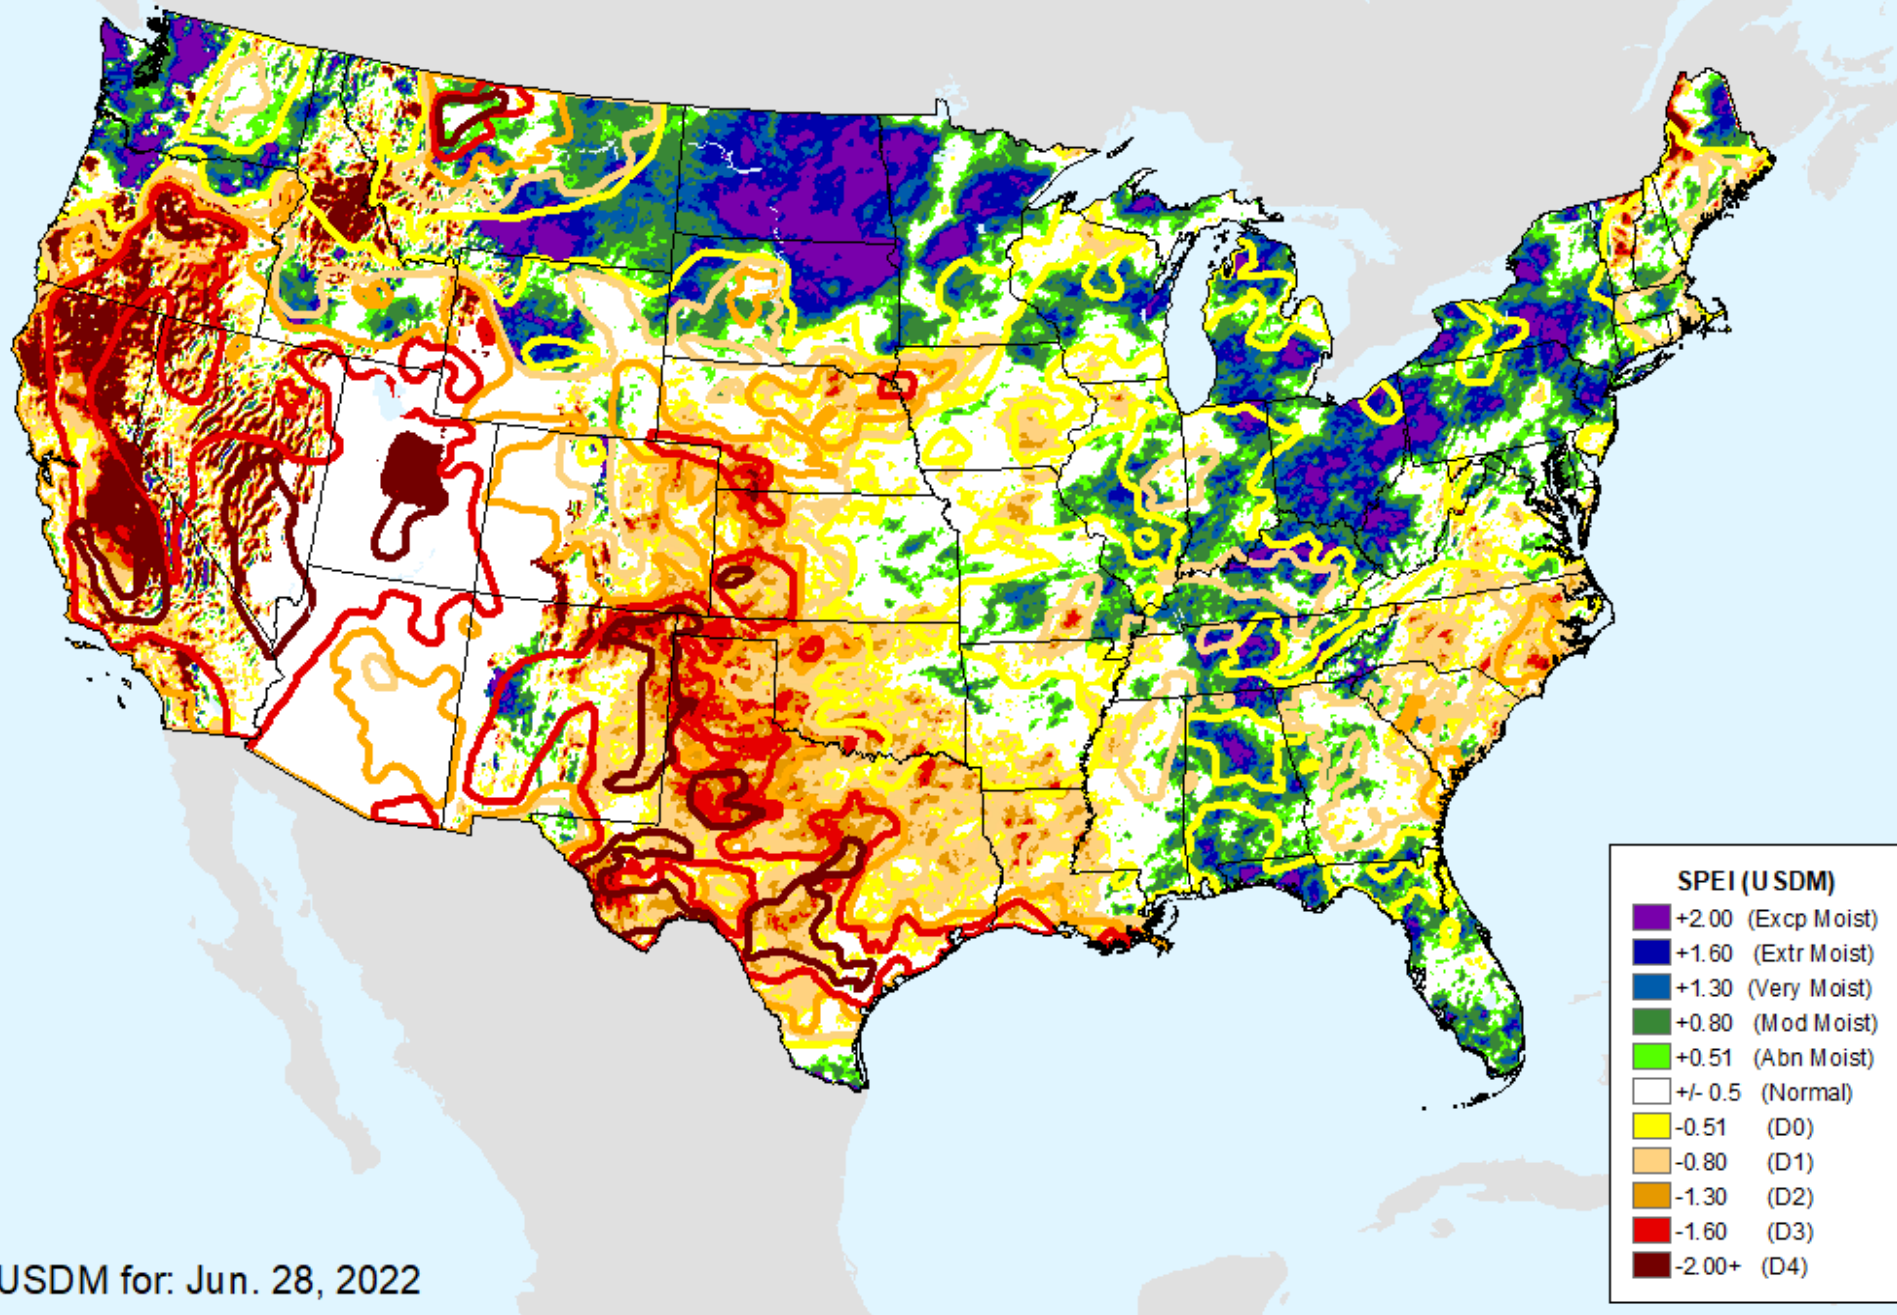 SPEI (USDM)
+2.00 (Excp Moist)
+1.60 (Extr Moist)
+1.30 (Very Moist)
+0.80 (Mod Moist)
+0.51 (Abn Moist)
+/- 0.5 (Normal)
-0.51 (D0)
-0.80 (D1)
-1.30 (D2)
-1.60 (D3)
-2.00+ (D4)
USDM for: Jun. 28, 2022